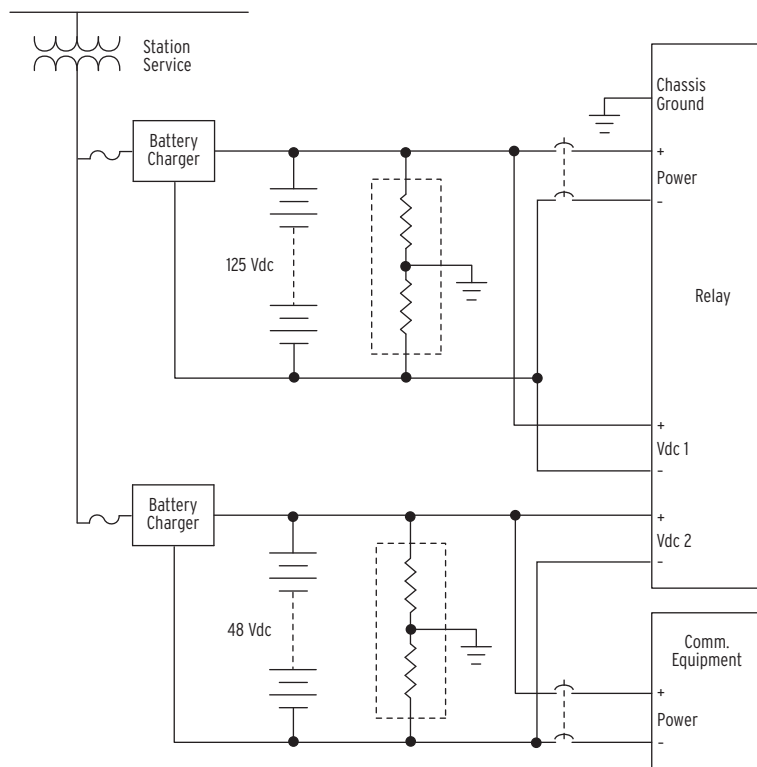 Station
Service
Battery
Charger
125 Vdc
Chassis
Ground
+
Power
-
Relay
+
Vdc 1
-
Battery
Charger
48 Vdc
+
Vdc 2
-
Comm.
Equipment
+
Power
-